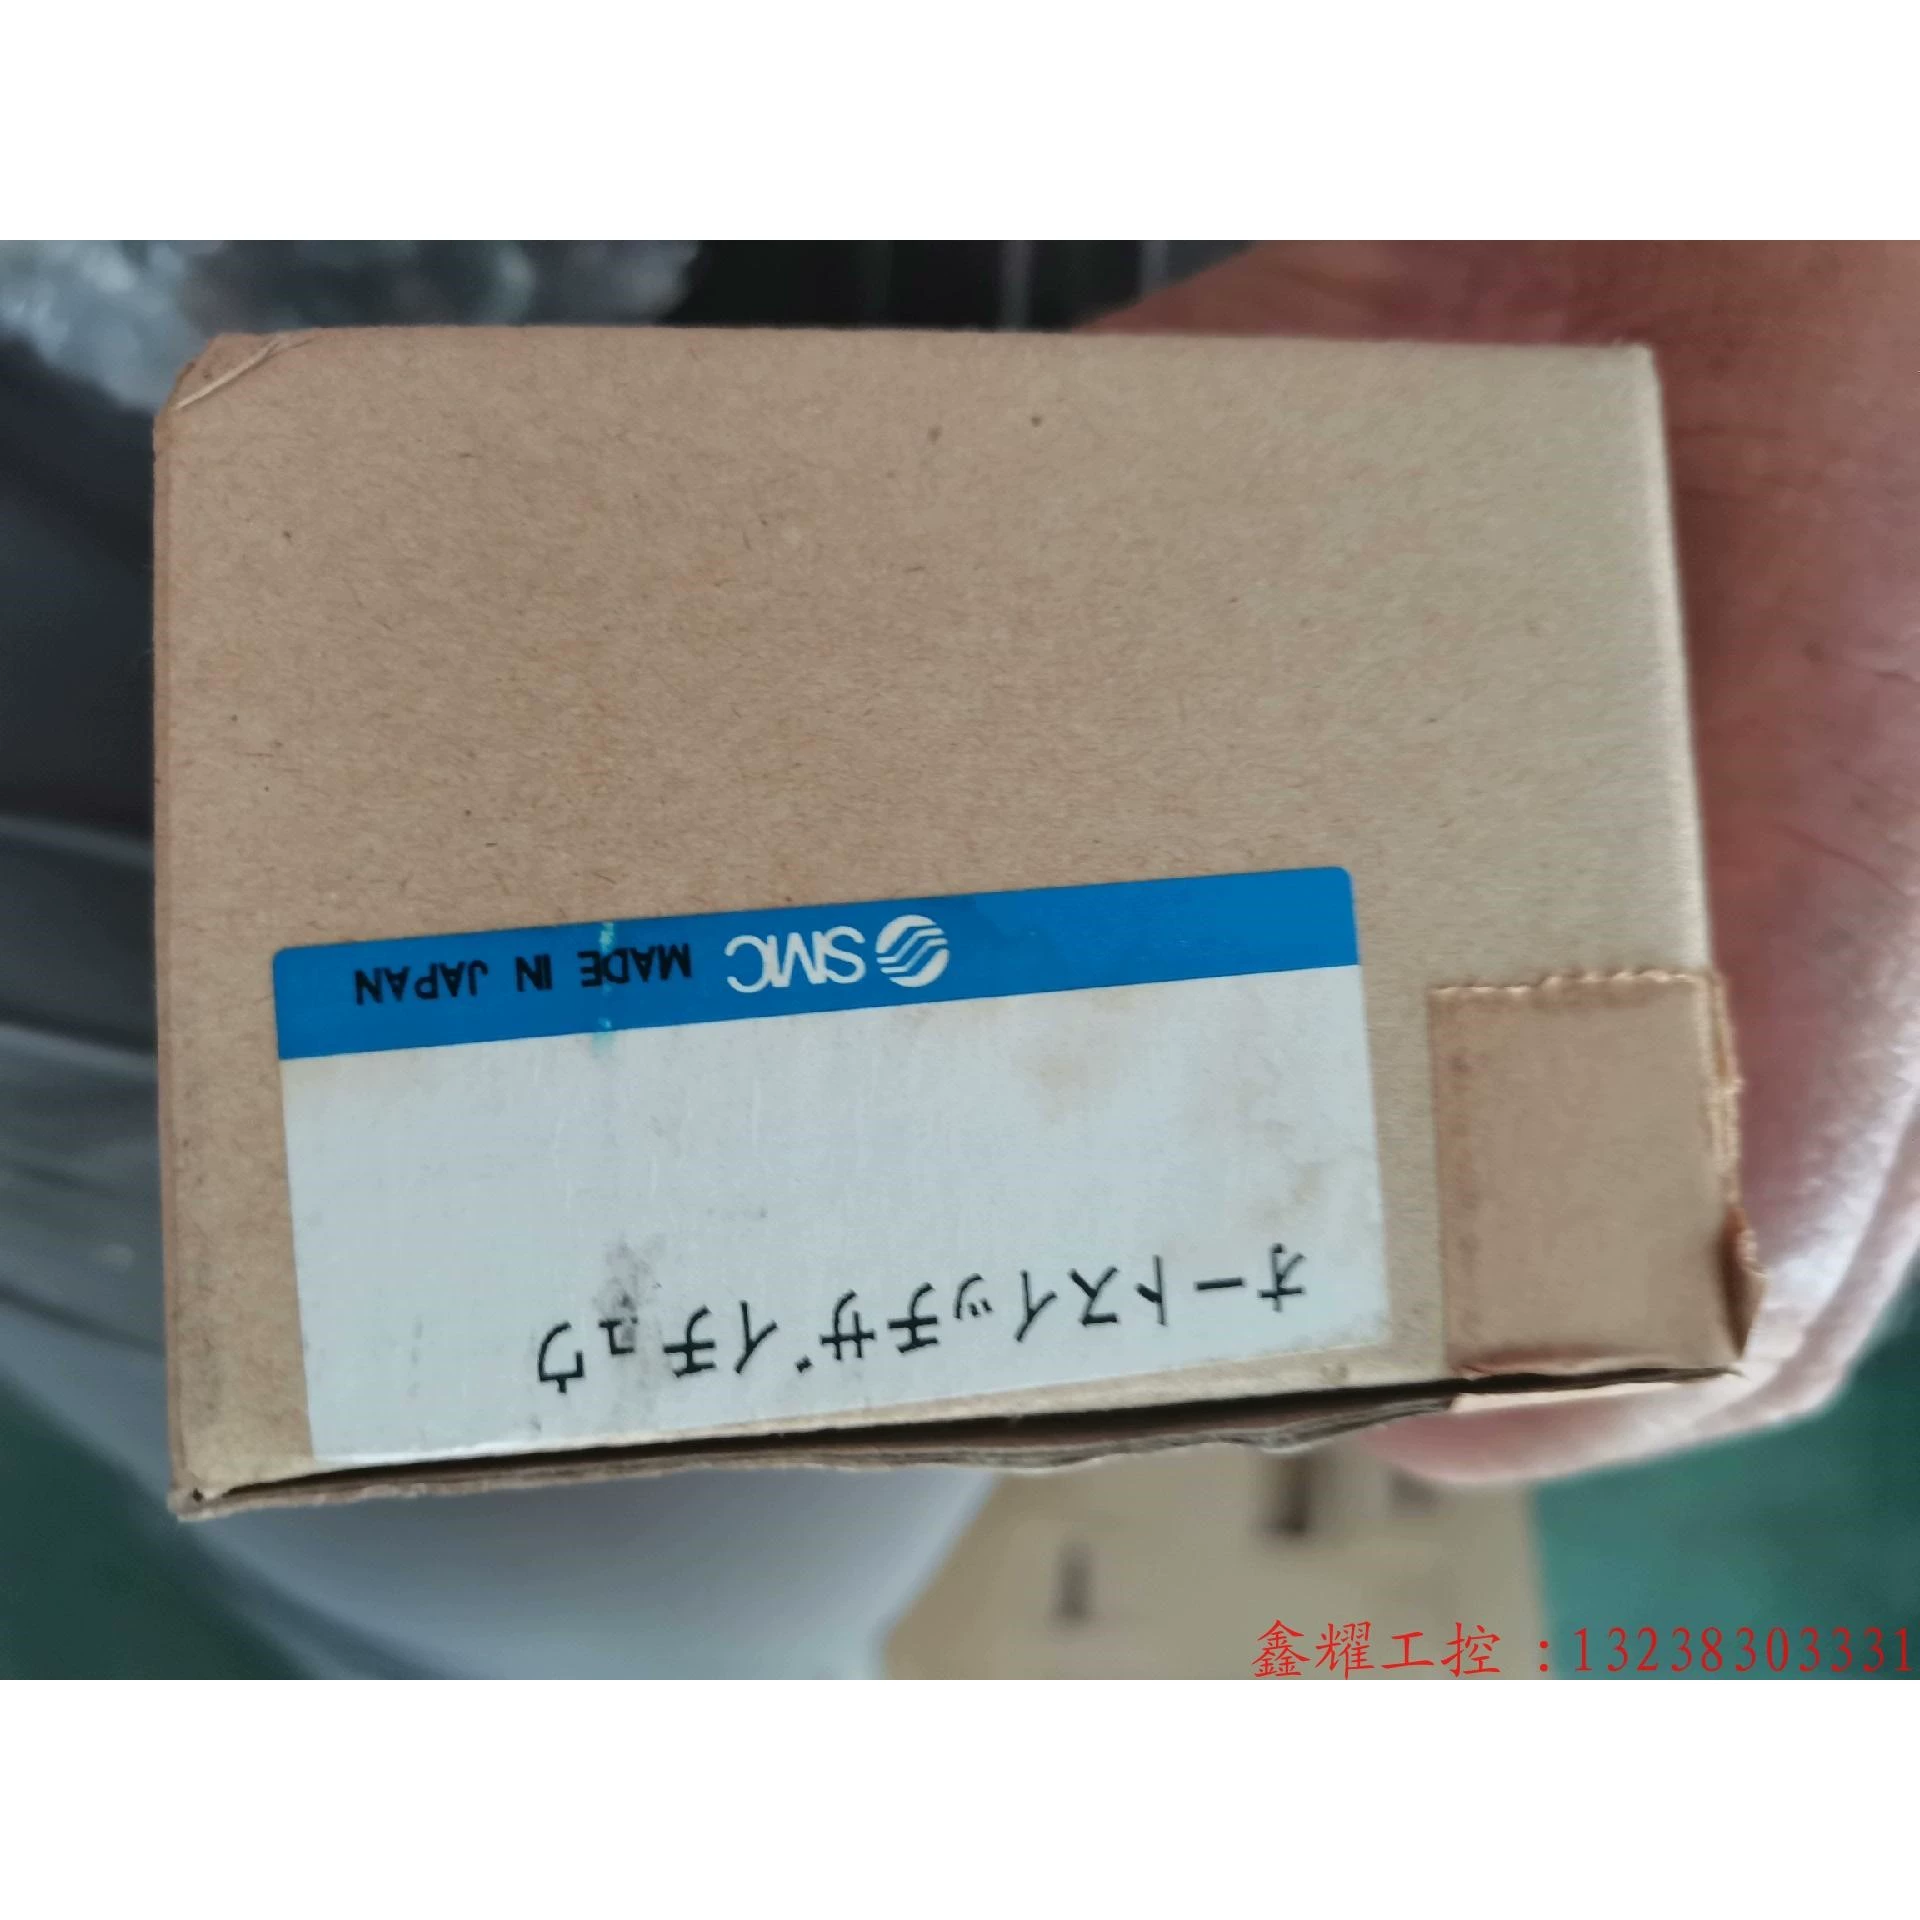 SMC MADE IN JAPAN
オートスイッチザイチュウ
鑫耀工控：13238303331